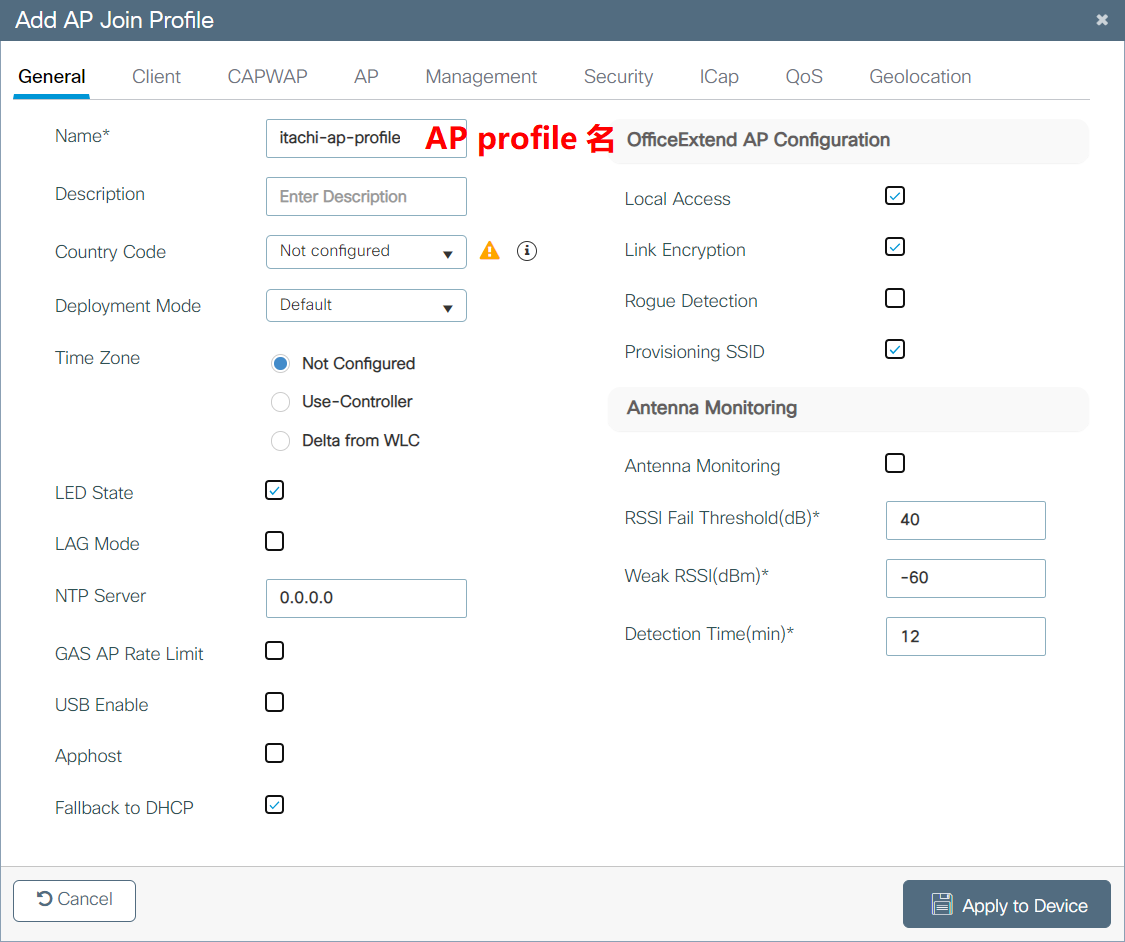 Add AP Join Profile
General Client CAPWAP AP Management Security ICap QoS Geolocation
Name* itachi-ap-profile AP profile 名
Description Enter Description
Country Code Not configured
Deployment Mode Default
Time Zone Not Configured
Use-Controller
Delta from WLC
LED State
LAG Mode
NTP Server 0.0.0.0
GAS AP Rate Limit
USB Enable
Apphost
Fallback to DHCP
OfficeExtend AP Configuration
Local Access
Link Encryption
Rogue Detection
Provisioning SSID
Antenna Monitoring
Antenna Monitoring
RSSI Fail Threshold(dB)* 40
Weak RSSI(dBm)* -60
Detection Time(min)* 12
Cancel
Apply to Device